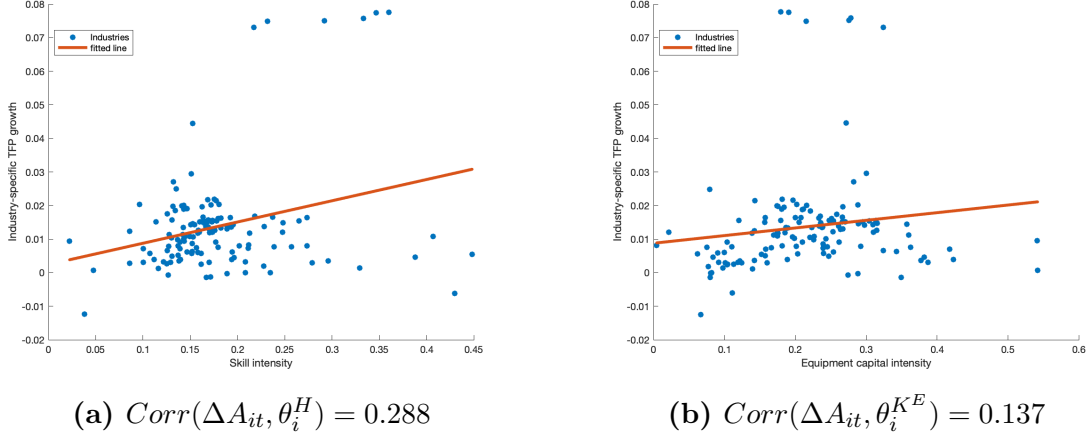 0.08
0.07
0.06
0.05
0.04
0.03
0.02
0.01
0
-0.01
-0.02
Industry-specific TFP growth
Industries
fitted line
0 0.05 0.1 0.15 0.2 0.25 0.3 0.35 0.4 0.45
Skill intensity
(a) Corr(ΔA_{it}, θ_i^H) = 0.288
0.08
0.07
0.06
0.05
0.04
0.03
0.02
0.01
0
-0.01
-0.02
Industry-specific TFP growth
Industries
fitted line
0 0.1 0.2 0.3 0.4 0.5 0.6
Equipment capital intensity
(b) Corr(ΔA_{it}, θ_i^{K^E}) = 0.137